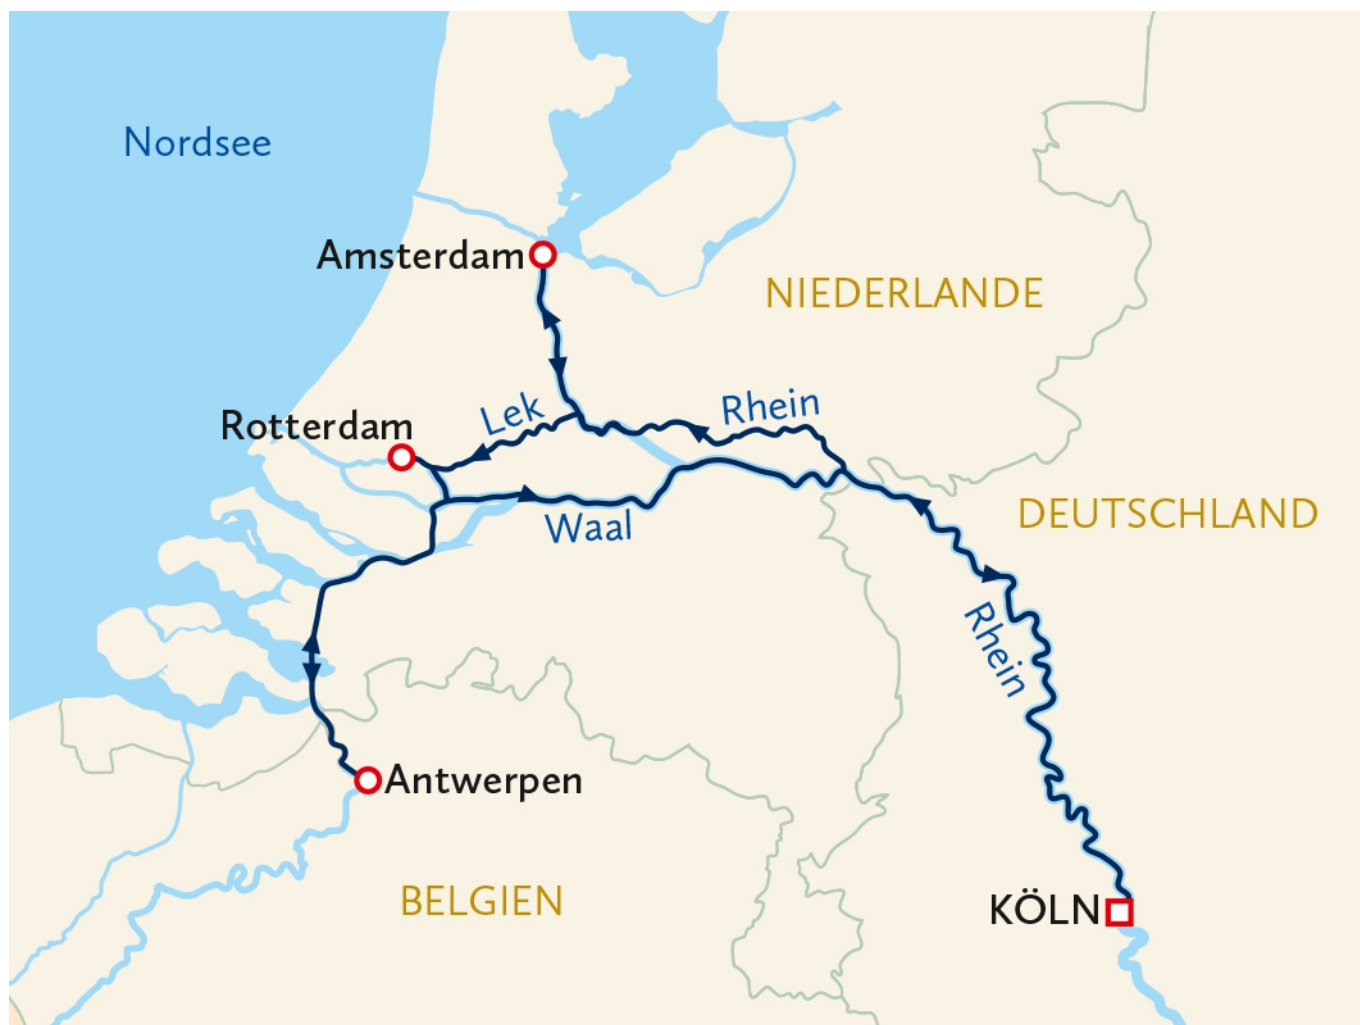 Nordsee
Amsterdam
NIEDERLANDE
Lek
Rhein
Rotterdam
Waal
DEUTSCHLAND
Rhein
Antwerpen
BELGIEN
KÖLN